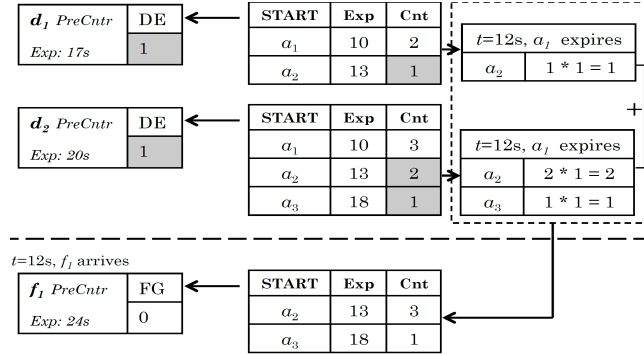 d1 PreCntr DE
Exp: 17s 1
START Exp Cnt
a1 10 2
a2 13 1
t=12s, a1 expires
a2 1 * 1 = 1
+
d2 PreCntr DE
Exp: 20s 1
START Exp Cnt
a1 10 3
a2 13 2
a3 18 1
t=12s, a1 expires
a2 2 * 1 = 2
a3 1 * 1 = 1
t=12s, f1 arrives
f1 PreCntr FG
Exp: 24s 0
START Exp Cnt
a2 13 3
a3 18 1